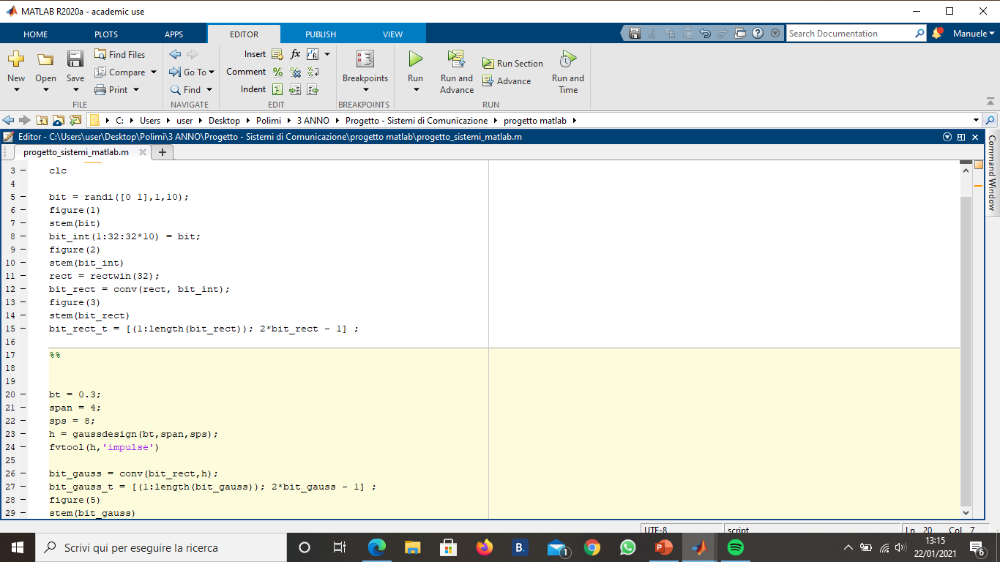 MATLAB R2020a - academic use
HOME PLOTS APPS EDITOR PUBLISH VIEW Search Documentation Manuele
New Open Save Find Files Compare Print Go To Find Insert fx Comment Indent Breakpoints Run Run and Advance Run Section Advance Run and Time
FILE NAVIGATE EDIT BREAKPOINTS RUN
C: Users user Desktop Polimi 3 ANNO Progetto - Sistemi di Comunicazione progetto matlab
Editor - C:\Users\user\Desktop\Polimi\3 ANNO\Progetto - Sistemi di Comunicazione\progetto matlab\progetto_sistemi_matlab.m
progetto_sistemi_matlab.m
Command Window
3 – clc
4
5 – bit = randi([0 1],1,10);
6 – figure(1)
7 – stem(bit)
8 – bit_int(1:32:32*10) = bit;
9 – figure(2)
10 – stem(bit_int)
11 – rect = rectwin(32);
12 – bit_rect = conv(rect, bit_int);
13 – figure(3)
14 – stem(bit_rect)
15 – bit_rect_t = [(1:length(bit_rect)); 2*bit_rect - 1] ;
16
17 %%
18
19
20 – bt = 0.3;
21 – span = 4;
22 – sps = 8;
23 – h = gaussdesign(bt,span,sps);
24 – fvtool(h,'impulse')
25
26 – bit_gauss = conv(bit_rect,h);
27 – bit_gauss_t = [(1:length(bit_gauss)); 2*bit_gauss - 1] ;
28 – figure(5)
29 – stem(bit_gauss)
UTF-8 script Ln 20 Col 7
Scrivi qui per eseguire la ricerca
B. 1
13:15
22/01/2021
6